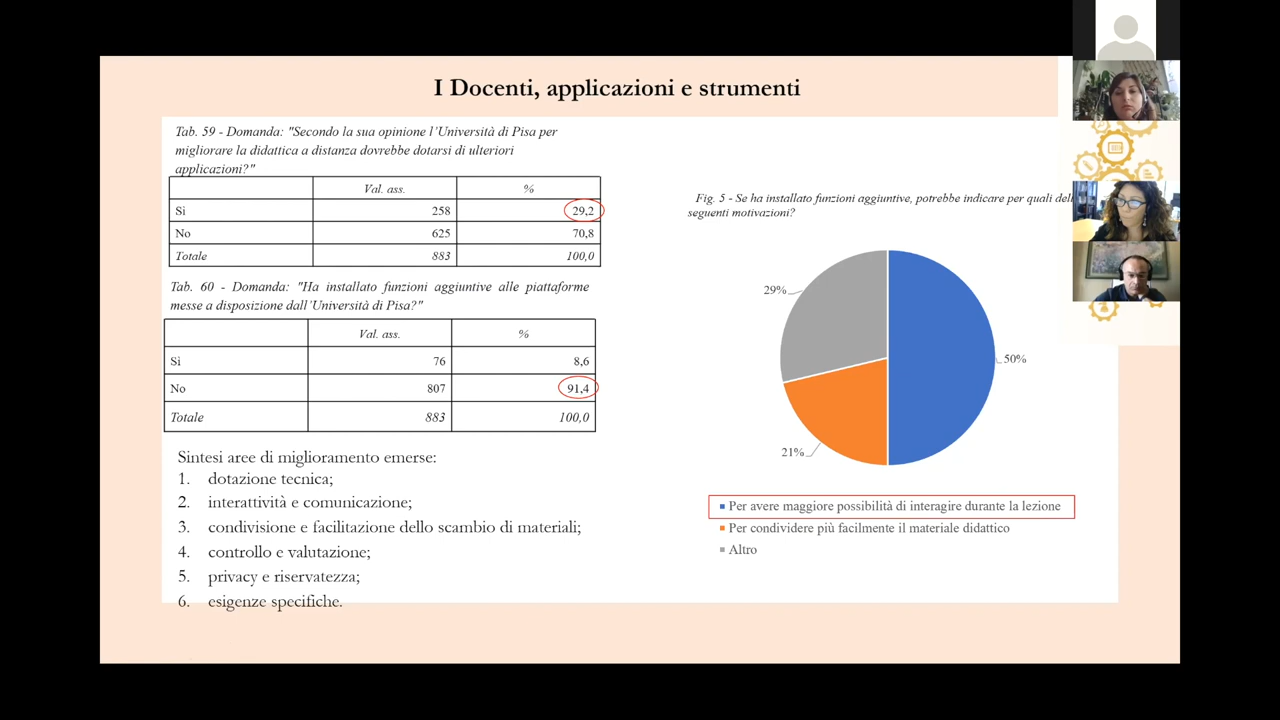 I Docenti, applicazioni e strumenti
Tab. 59 - Domanda: "Secondo la sua opinione l'Università di Pisa per
migliorare la didattica a distanza dovrebbe dotarsi di ulteriori
applicazioni?"
Val. ass. %
Si 258 29,2
No 625 70,8
Totale 883 100,0
Tab. 60 - Domanda: "Ha installato funzioni aggiuntive alle piattaforme
messe a disposizione dall'Università di Pisa?"
Val. ass. %
Si 76 8,6
No 807 91,4
Totale 883 100,0
Sintesi aree di miglioramento emerse:
1. dotazione tecnica;
2. interattività e comunicazione;
3. condivisione e facilitazione dello scambio di materiali;
4. controllo e valutazione;
5. privacy e riservatezza;
6. esigenze specifiche.
Fig. 5 - Se ha installato funzioni aggiuntive, potrebbe indicare per quali
seguenti motivazioni?
29%
50%
21%
Per avere maggiore possibilità di interagire durante la lezione
Per condividere più facilmente il materiale didattico
Altro